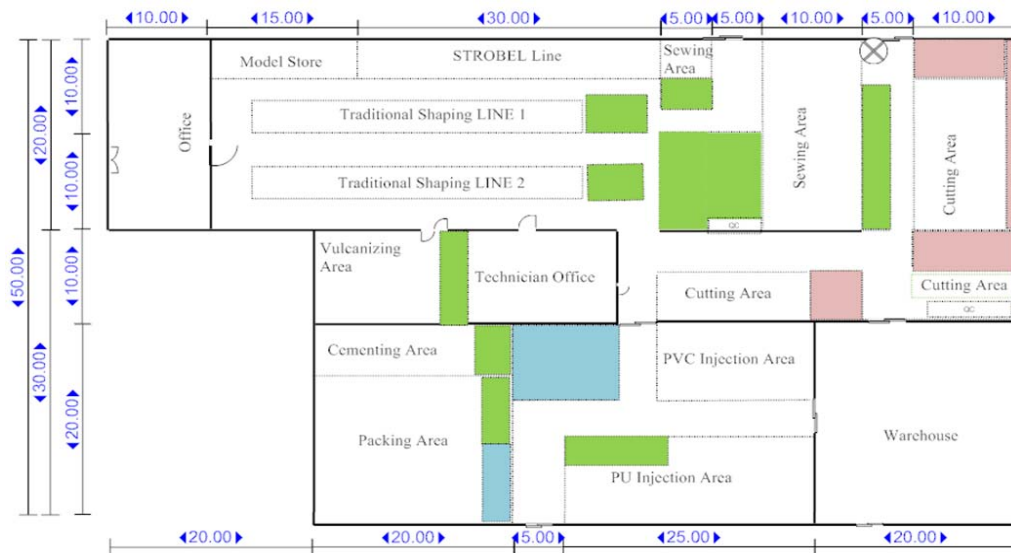 10.00
15.00
30.00
5.00
5.00
10.00
5.00
10.00
Model Store
STROBEL Line
Sewing
Area
Traditional Shaping LINE 1
Traditional Shaping LINE 2
Office
Sewing Area
Cutting Area
QC
10.00
20.00
10.00
Vulcanizing
Area
Technician Office
Cutting Area
Cutting Area
QC
50.00
10.00
30.00
20.00
Cementing Area
PVC Injection Area
Packing Area
PU Injection Area
Warehouse
20.00
20.00
5.00
25.00
20.00